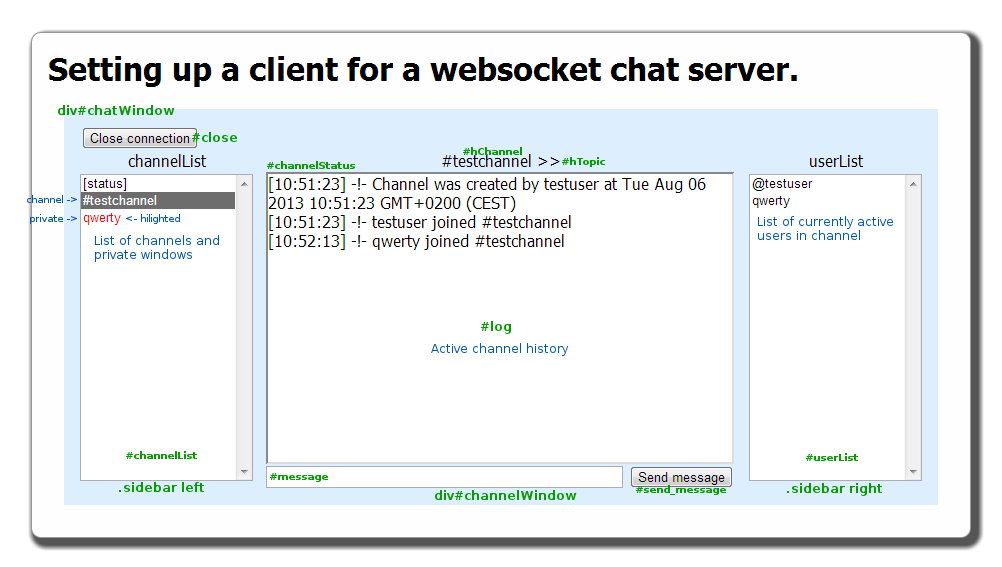 Setting up a client for a websocket chat server.
div#chatWindow
Close connection #close
channelList
#channelStatus
#hChannel
#testchannel >> #hTopic
userList
[status]
#testchannel
channel ->
private -> qwerty <- hilighted
List of channels and
private windows
#channelList
.sidebar left
[10:51:23] -!- Channel was created by testuser at Tue Aug 06
2013 10:51:23 GMT+0200 (CEST)
[10:51:23] -!- testuser joined #testchannel
[10:52:13] -!- qwerty joined #testchannel
#log
Active channel history
#message
Send message
#send_message
div#channelWindow
@testuser
qwerty
List of currently active
users in channel
#userList
.sidebar right